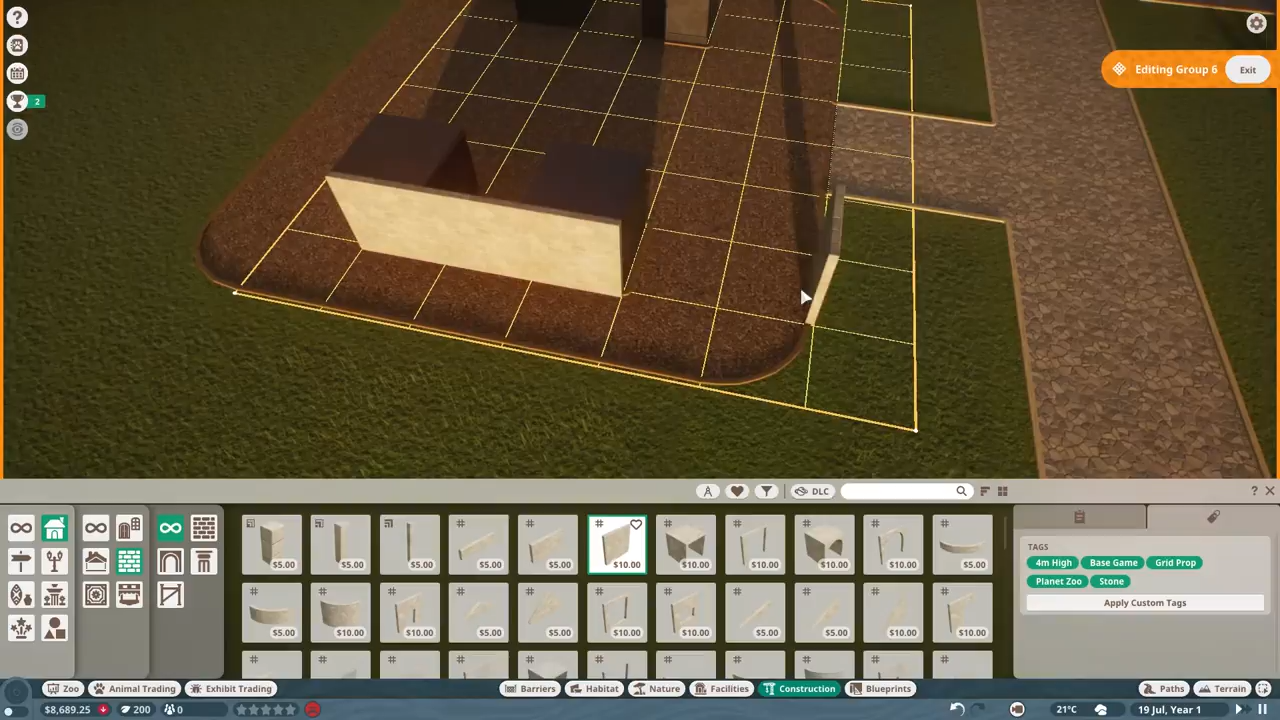 ?
2
Editing Group 6 Exit
DLC
? X
$5.00 $5.00 $5.00 $5.00 $5.00 $10.00 $10.00 $10.00 $10.00 $10.00 $5.00
$5.00 $10.00 $10.00 $5.00 $5.00 $10.00 $10.00 $5.00 $5.00 $10.00 $10.00
TAGS
4m High Base Game Grid Prop
Planet Zoo Stone
Apply Custom Tags
Zoo Animal Trading Exhibit Trading Barriers Habitat Nature Facilities Construction Blueprints Paths Terrain
$8,689.25 200 0 21°C 19 Jul, Year 1